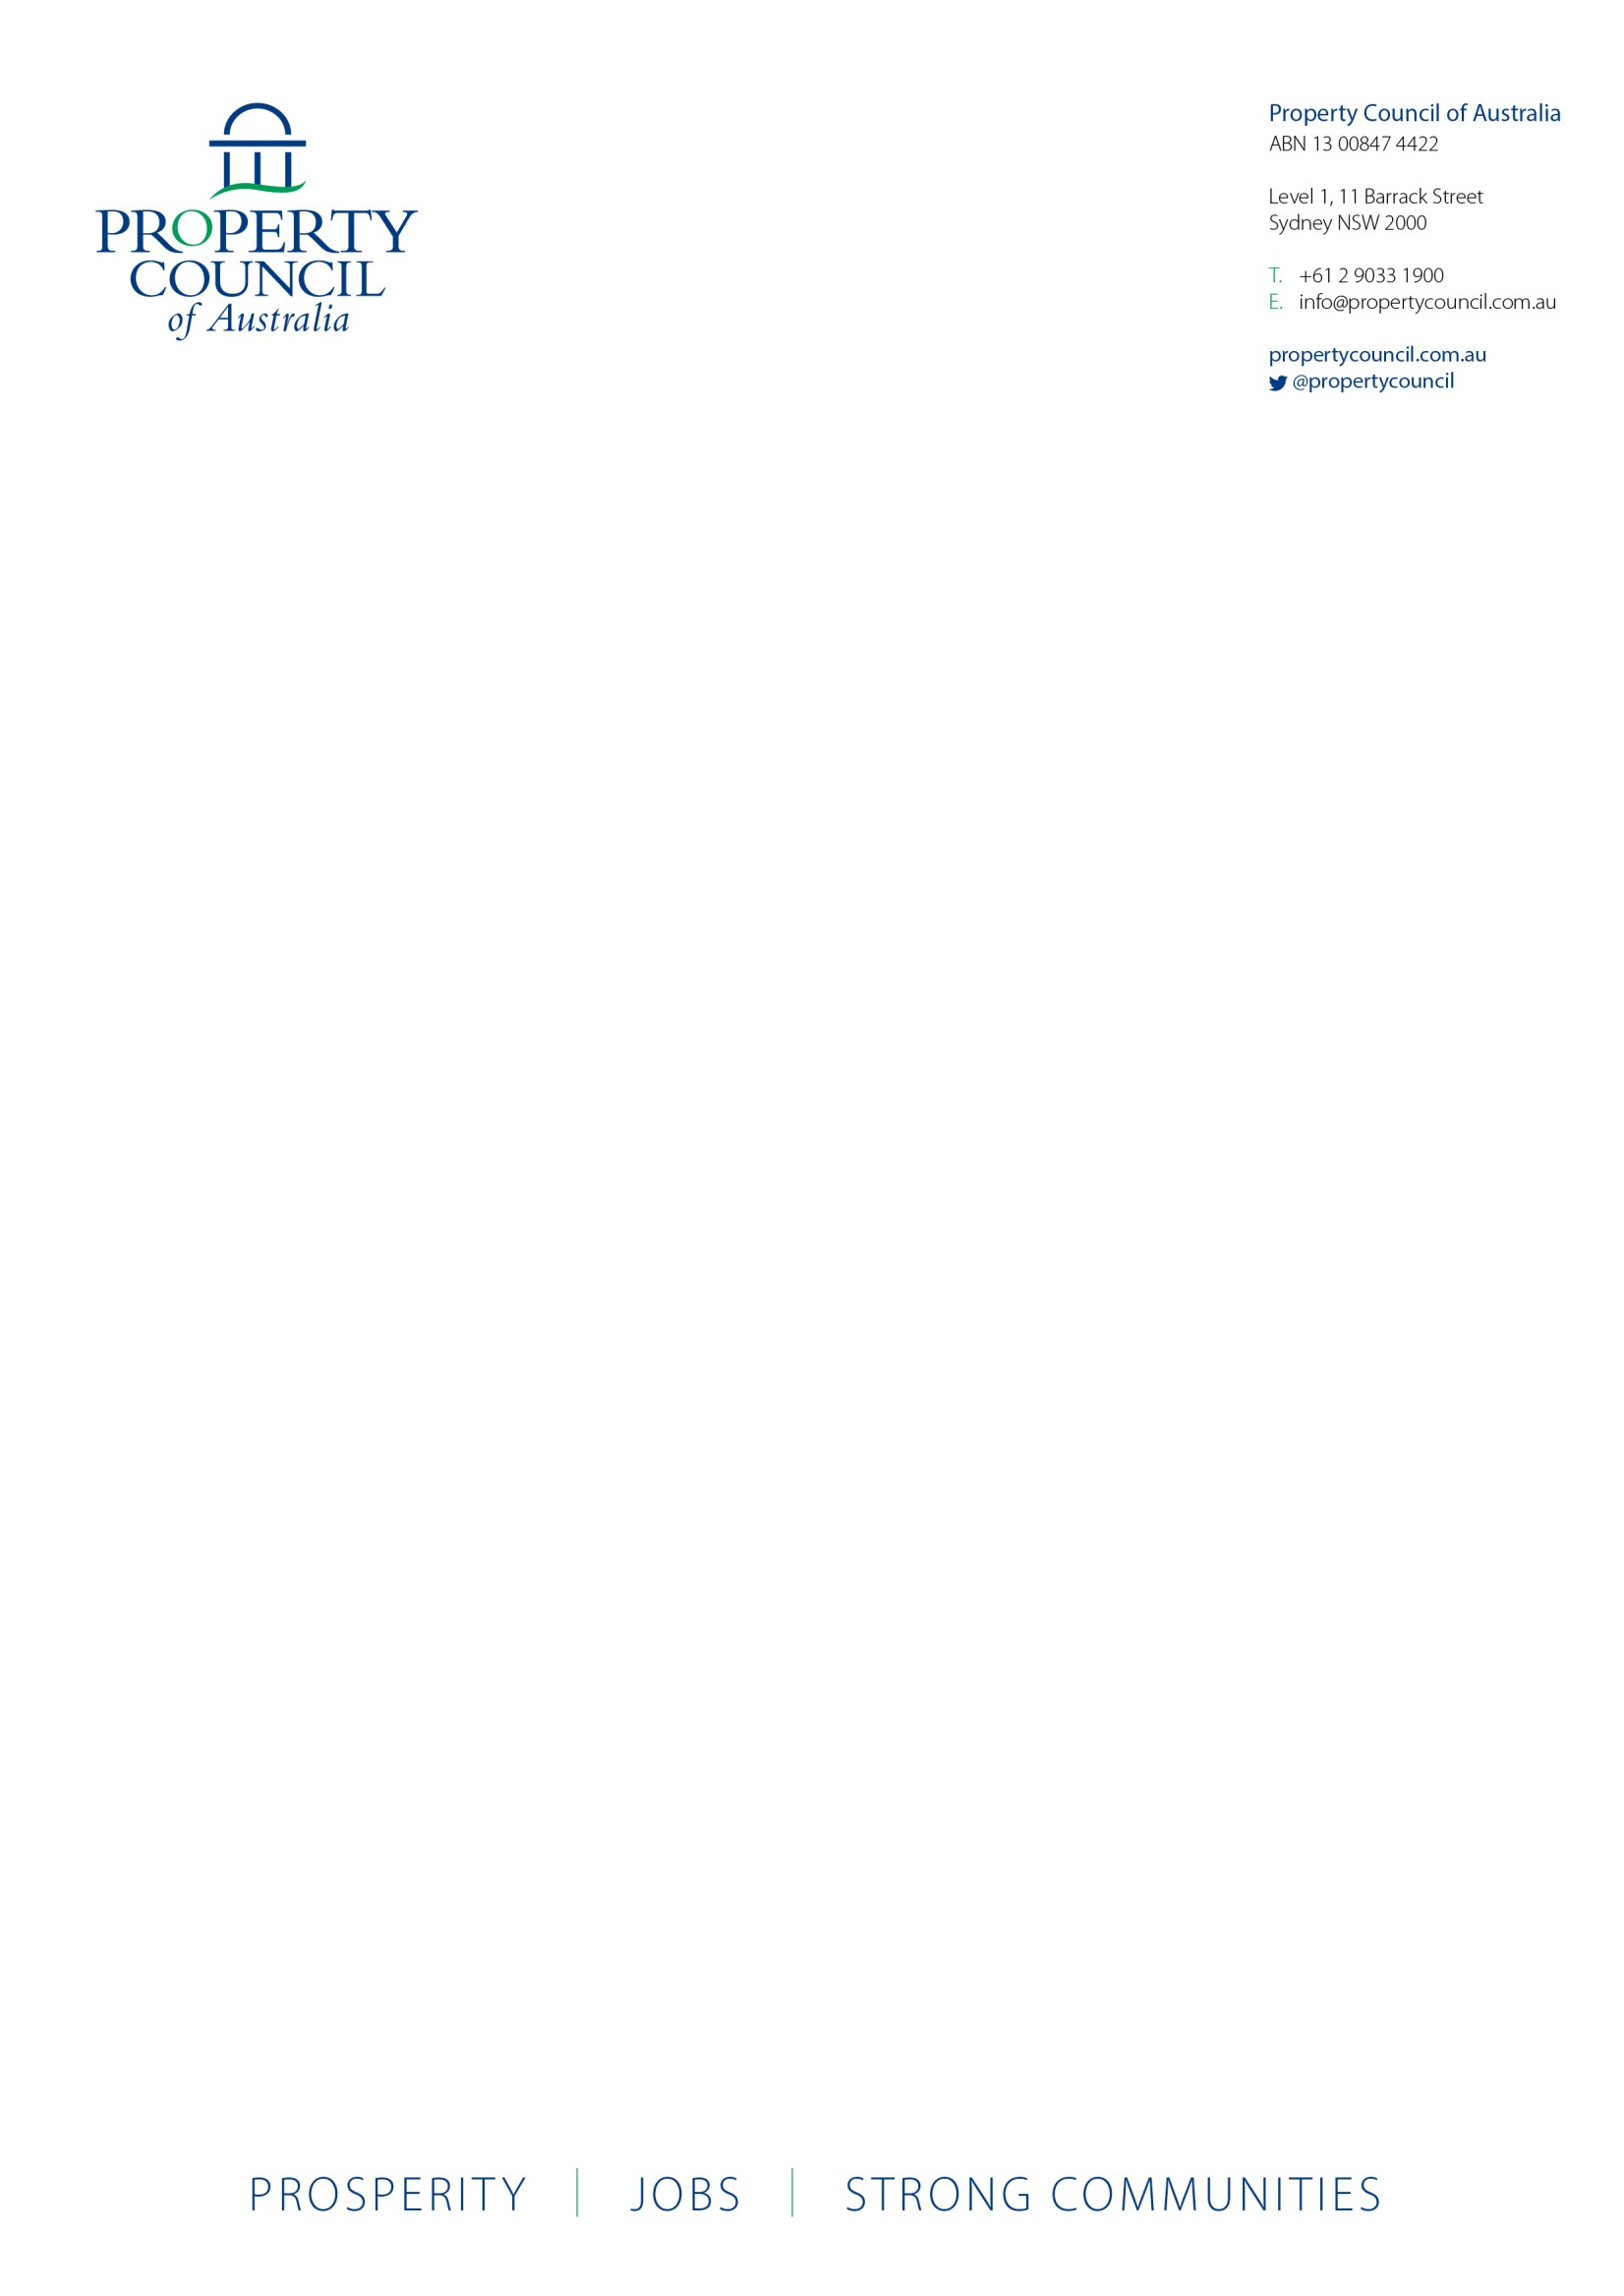 PROPERTY
COUNCIL
of Australia
Property Council of Australia
ABN 13 00847 4422
Level 1, 11 Barrack Street
Sydney NSW 2000
T. +61 2 9033 1900
E. info@propertycouncil.com.au
propertycouncil.com.au
@propertycouncil
PROSPERITY | JOBS | STRONG COMMUNITIES